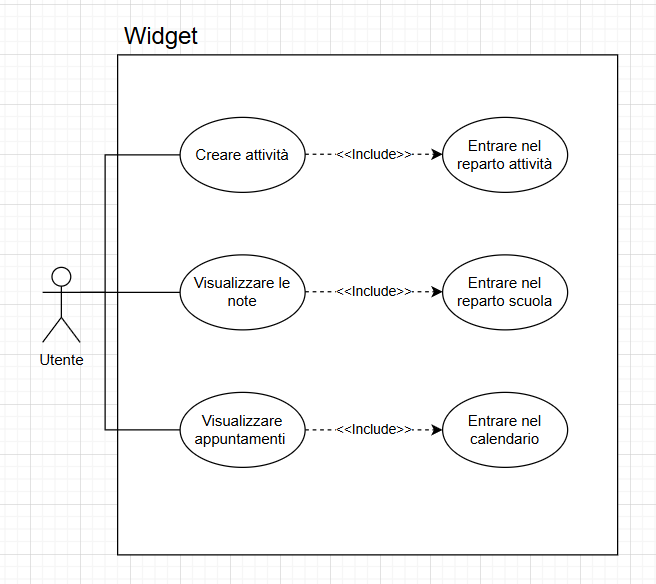 Widget
Creare attività
<<Include>>
Entrare nel
reparto attività
Visualizzare le
note
<<Include>>
Entrare nel
reparto scuola
Utente
Visualizzare
appuntamenti
<<Include>>
Entrare nel
calendario